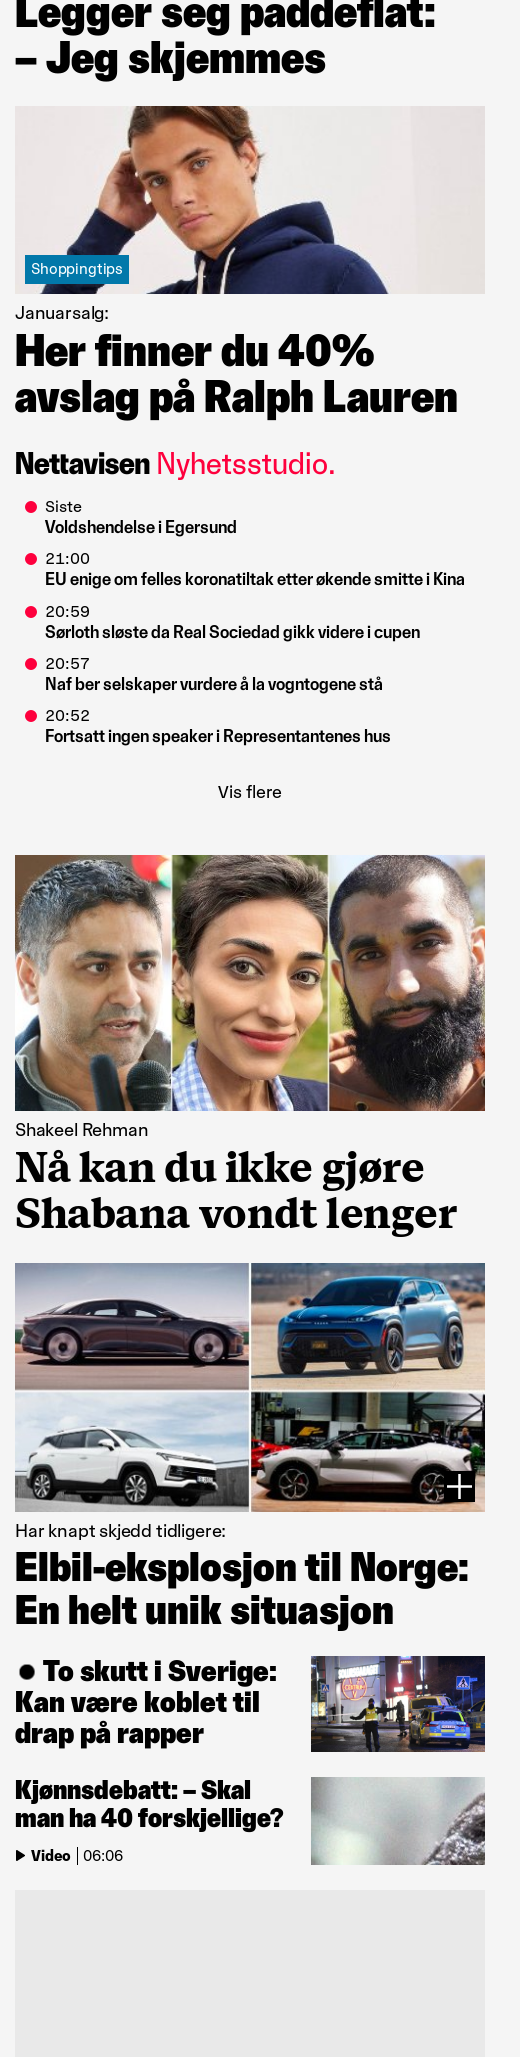 Legger seg paddeflat:
– Jeg skjemmes
Shoppingtips
Januarsalg:
Her finner du 40%
avslag på Ralph Lauren
Nettavisen Nyhetsstudio.
Siste
Voldshendelse i Egersund
21:00
EU enige om felles koronatiltak etter økende smitte i Kina
20:59
Sørloth sløste da Real Sociedad gikk videre i cupen
20:57
Naf ber selskaper vurdere å la vogntogene stå
20:52
Fortsatt ingen speaker i Representantenes hus
Vis flere
Shakeel Rehman
Nå kan du ikke gjøre
Shabana vondt lenger
Har knapt skjedd tidligere:
Elbil-eksplosjon til Norge:
En helt unik situasjon
To skutt i Sverige:
Kan være koblet til
drap på rapper
Kjønnsdebatt: – Skal
man ha 40 forskjellige?
Video 06:06